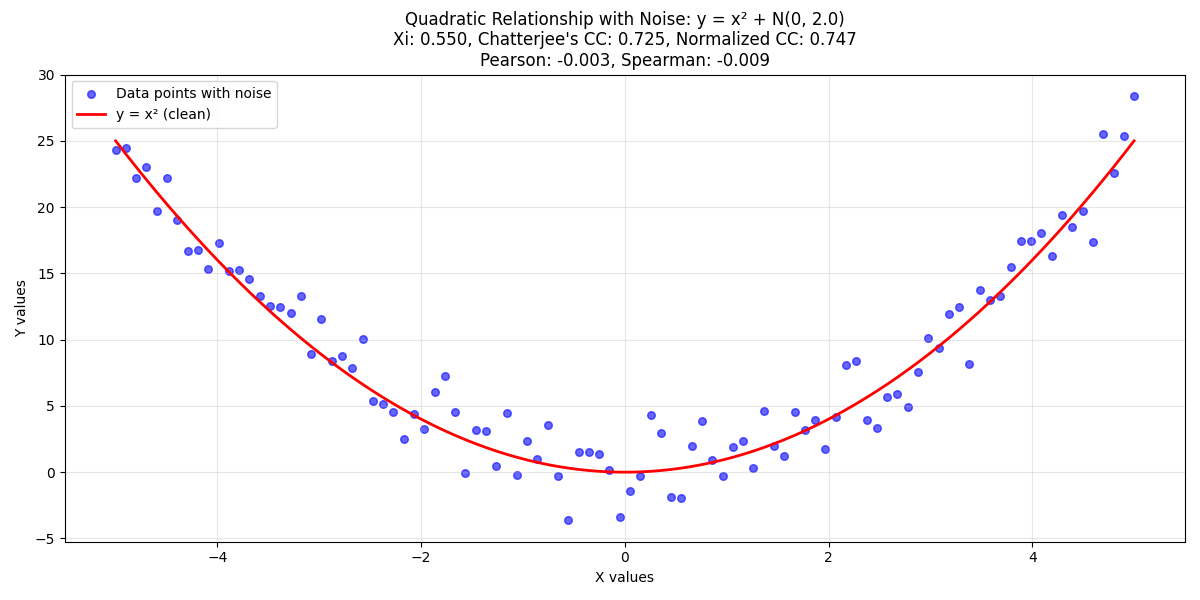 Quadratic Relationship with Noise: y = x² + N(0, 2.0)
Xi: 0.550, Chatterjee's CC: 0.725, Normalized CC: 0.747
Pearson: -0.003, Spearman: -0.009
Data points with noise
y = x² (clean)
Y values
30
25
20
15
10
5
0
−5
−4 −2 0 2 4
X values